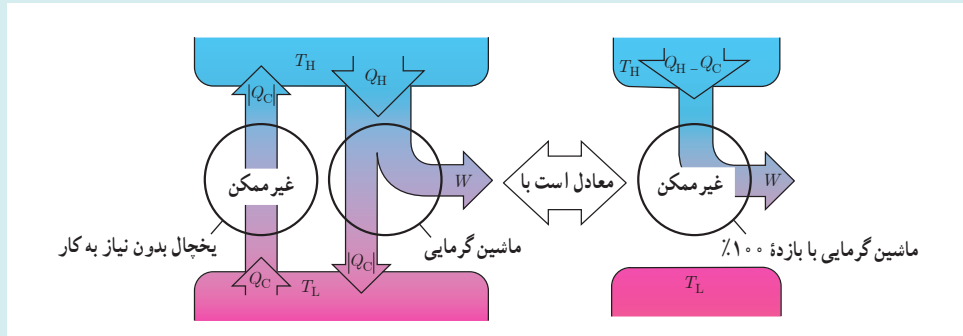 T_H
Q_H
|Q_C|
غیرممکن
W
یخچال بدون نیاز به کار
ماشین گرمایی
Q_C
|Q_C|
T_L
معادل است با
T_H
Q_H – Q_C
غیرممکن
W
ماشین گرمایی با بازدهٔ ۱۰۰٪
T_L